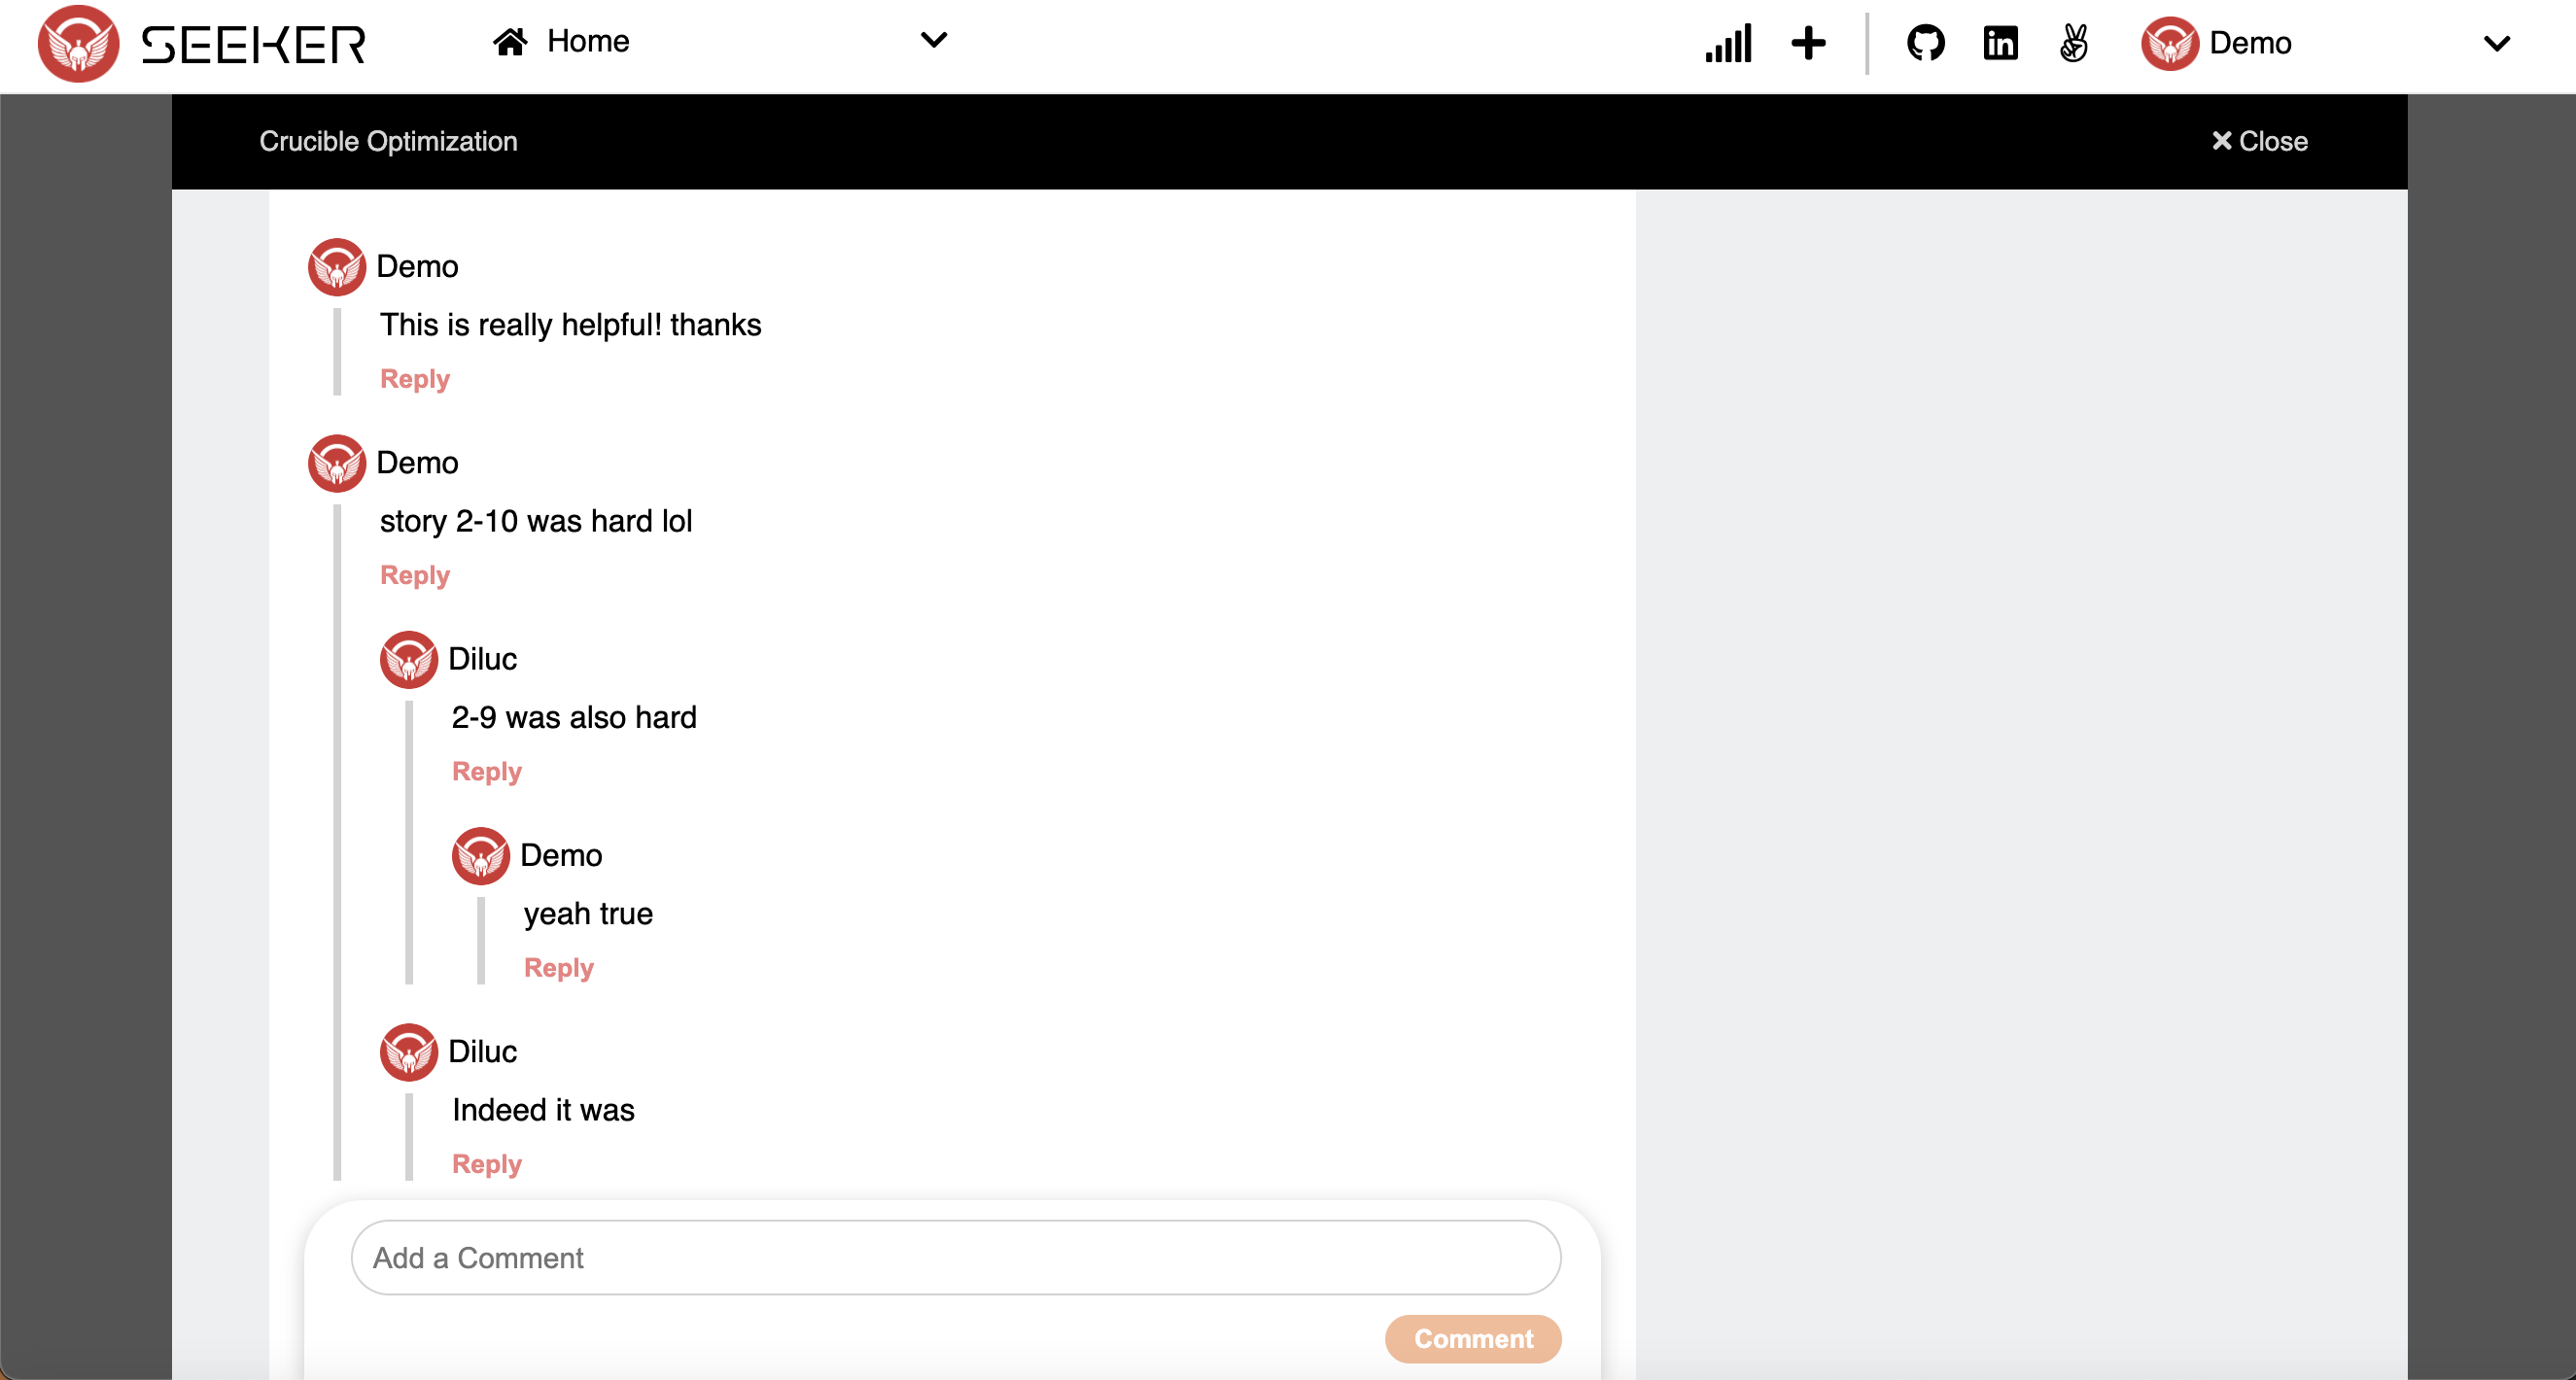 SEEKER Home Demo
Crucible Optimization Close
Demo
This is really helpful! thanks
Reply
Demo
story 2-10 was hard lol
Reply
Diluc
2-9 was also hard
Reply
Demo
yeah true
Reply
Diluc
Indeed it was
Reply
Add a Comment
Comment